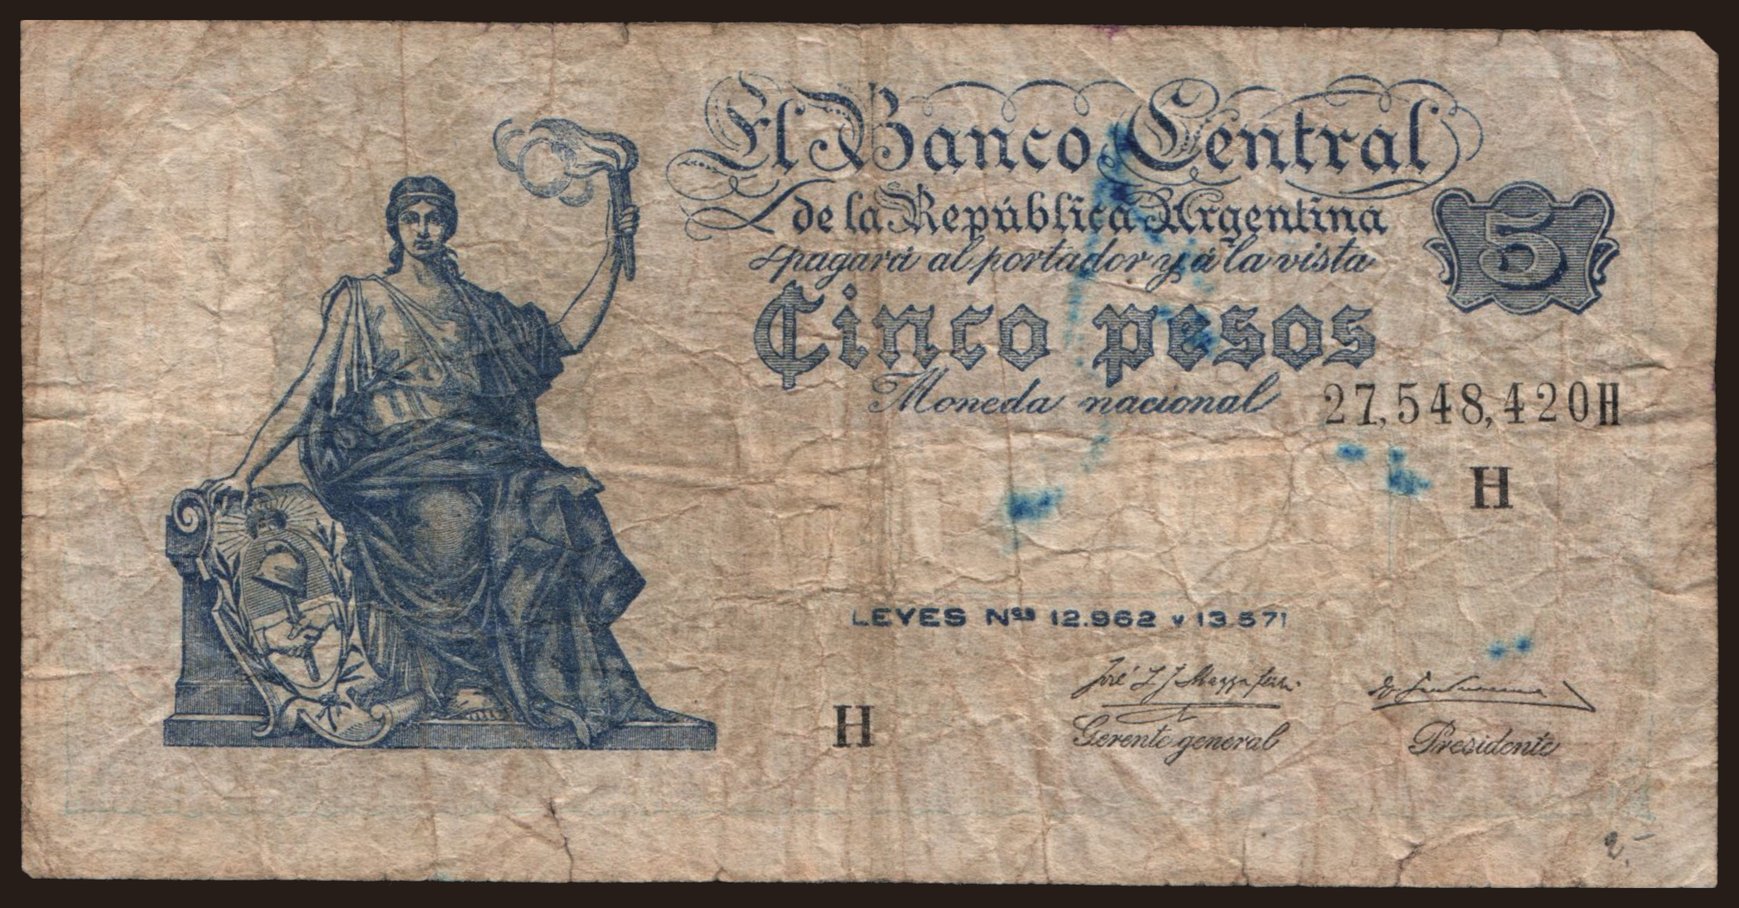 El Banco Central
de la República Argentina
pagará al portador y á la vista
5
Cinco pesos
Moneda nacional
27,548,420H
H
LEYES Nos 12.962 y 13.571
H
Gerente general
Presidente